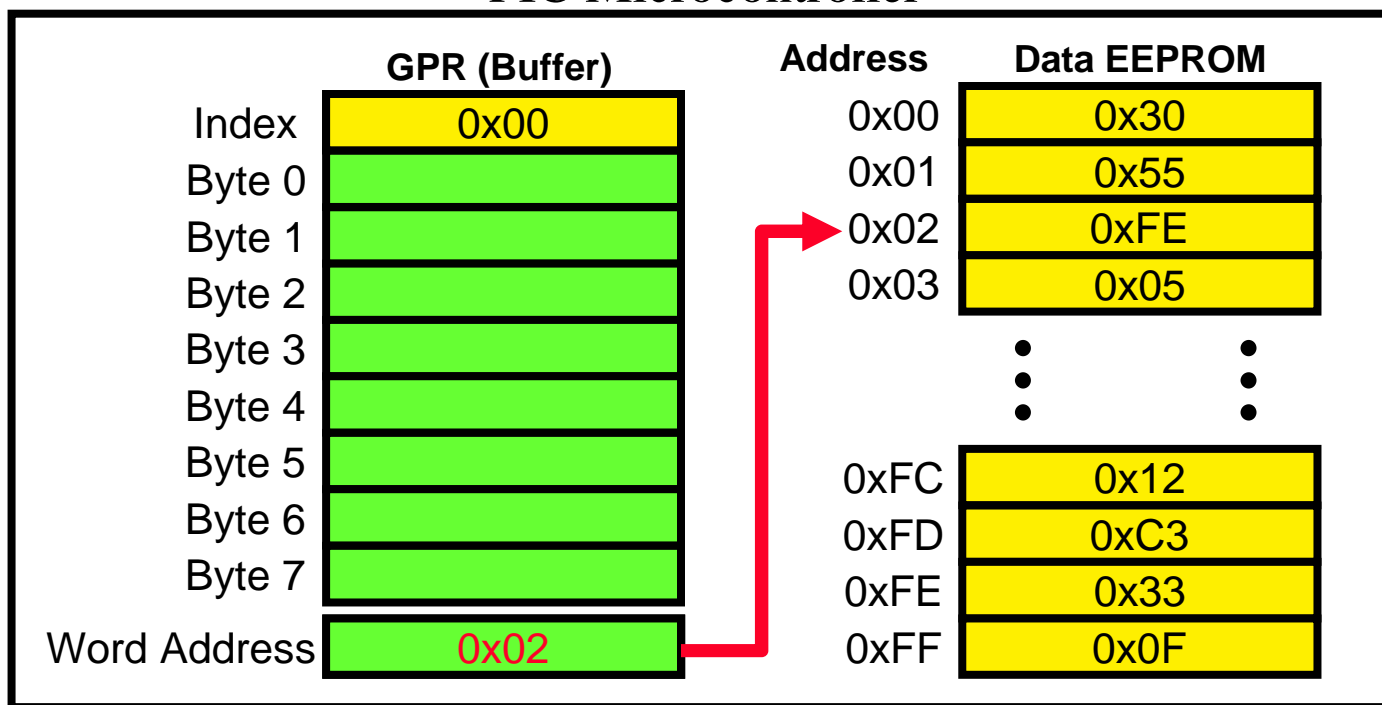 GPR (Buffer)
Index 0x00
Byte 0
Byte 1
Byte 2
Byte 3
Byte 4
Byte 5
Byte 6
Byte 7
Word Address 0x02
Address Data EEPROM
0x00 0x30
0x01 0x55
0x02 0xFE
0x03 0x05
0xFC 0x12
0xFD 0xC3
0xFE 0x33
0xFF 0x0F